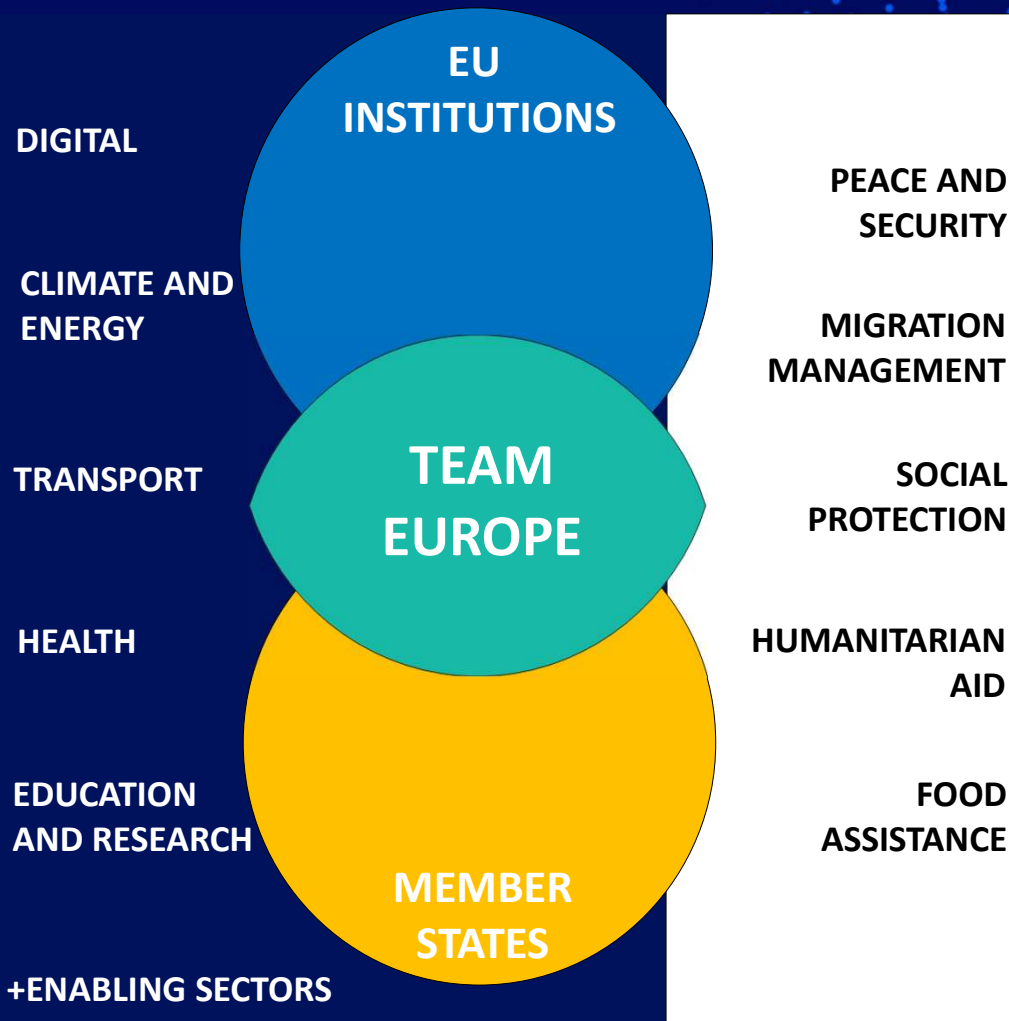 EU
INSTITUTIONS
DIGITAL
CLIMATE AND
ENERGY
TRANSPORT
HEALTH
EDUCATION
AND RESEARCH
+ENABLING SECTORS
TEAM
EUROPE
MEMBER
STATES
PEACE AND
SECURITY
MIGRATION
MANAGEMENT
SOCIAL
PROTECTION
HUMANITARIAN
AID
FOOD
ASSISTANCE